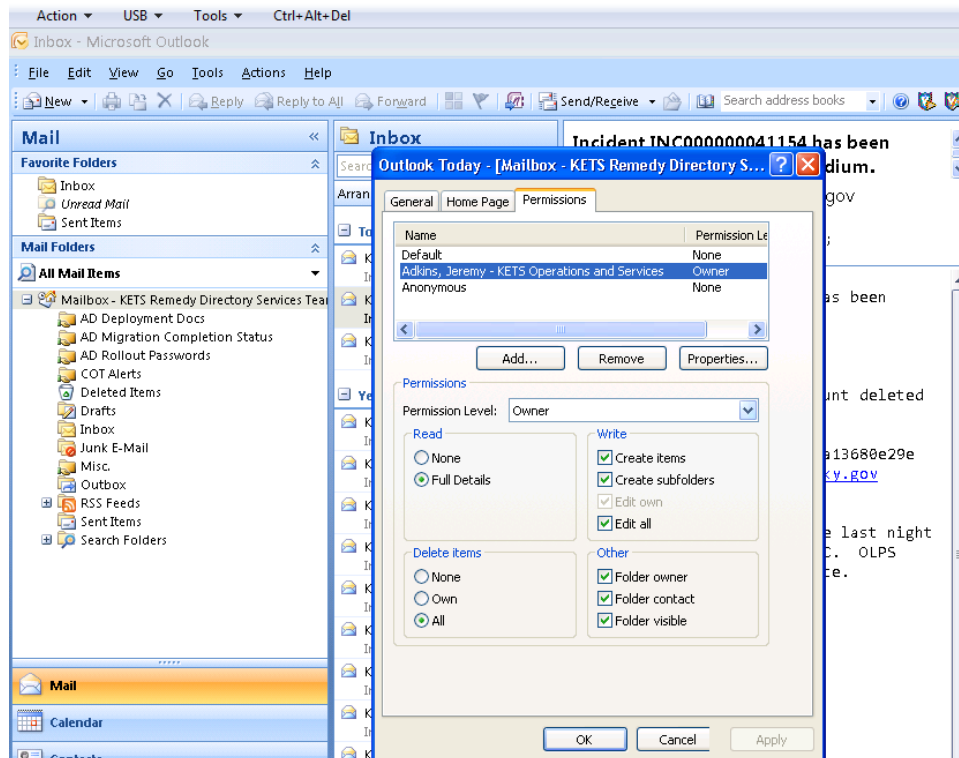 Action USB Tools Ctrl+Alt+Del
Inbox - Microsoft Outlook
File Edit View Go Tools Actions Help
New Reply Reply to All Forward Send/Receive Search address books
Mail
Favorite Folders
Inbox
Unread Mail
Sent Items
Mail Folders
All Mail Items
Mailbox - KETS Remedy Directory Services Tea
AD Deployment Docs
AD Migration Completion Status
AD Rollout Passwords
COT Alerts
Deleted Items
Drafts
Inbox
Junk E-Mail
Misc.
Outbox
RSS Feeds
Sent Items
Search Folders
Mail
Calendar
Inbox
Searc
Arran
To
Ye
Incident INC000000041154 has been
dium.
gov
;
as been
unt deleted
a13680e29e
ky.gov
e last night
C. OLPS
te.
Outlook Today - [Mailbox - KETS Remedy Directory S...
General Home Page Permissions
Name Permission Le
Default None
Adkins, Jeremy - KETS Operations and Services Owner
Anonymous None
Add... Remove Properties...
Permissions
Permission Level: Owner
Read
None
Full Details
Write
Create items
Create subfolders
Edit own
Edit all
Delete items
None
Own
All
Other
Folder owner
Folder contact
Folder visible
OK Cancel Apply